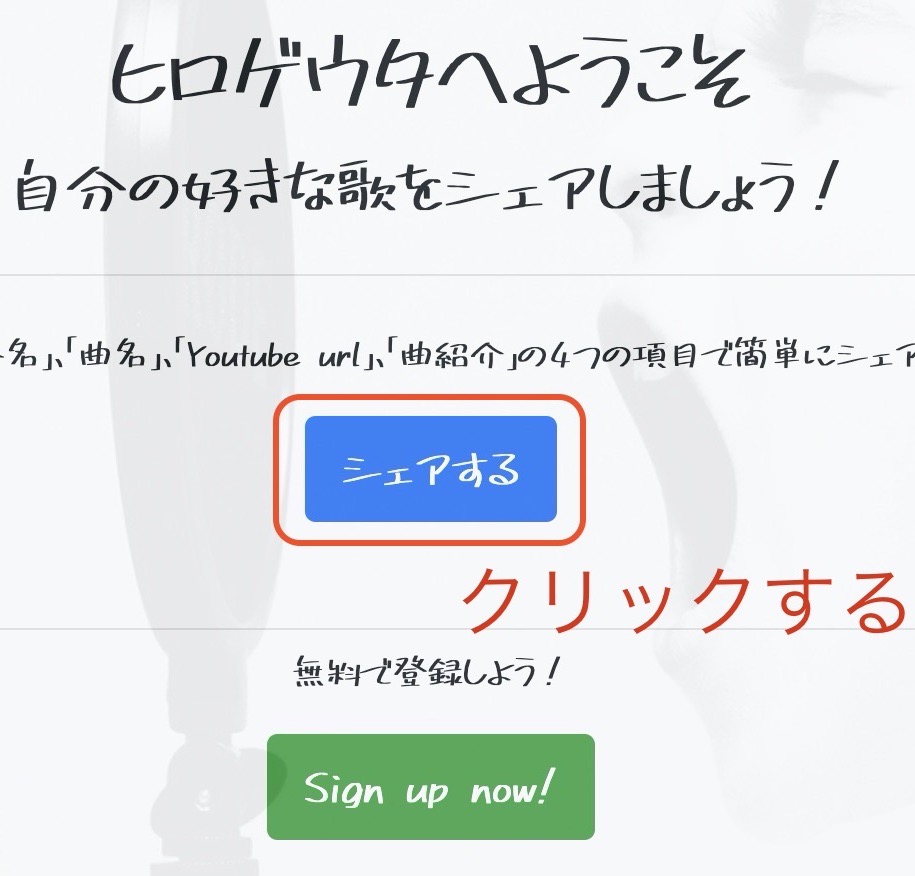 ヒロゲウタへようこそ
自分の好きな歌をシェアしましょう！
名」、「曲名」、「Youtube url」、「曲紹介」の4つの項目で簡単にシェア
シェアする
クリックする
無料で登録しよう！
Sign up now!